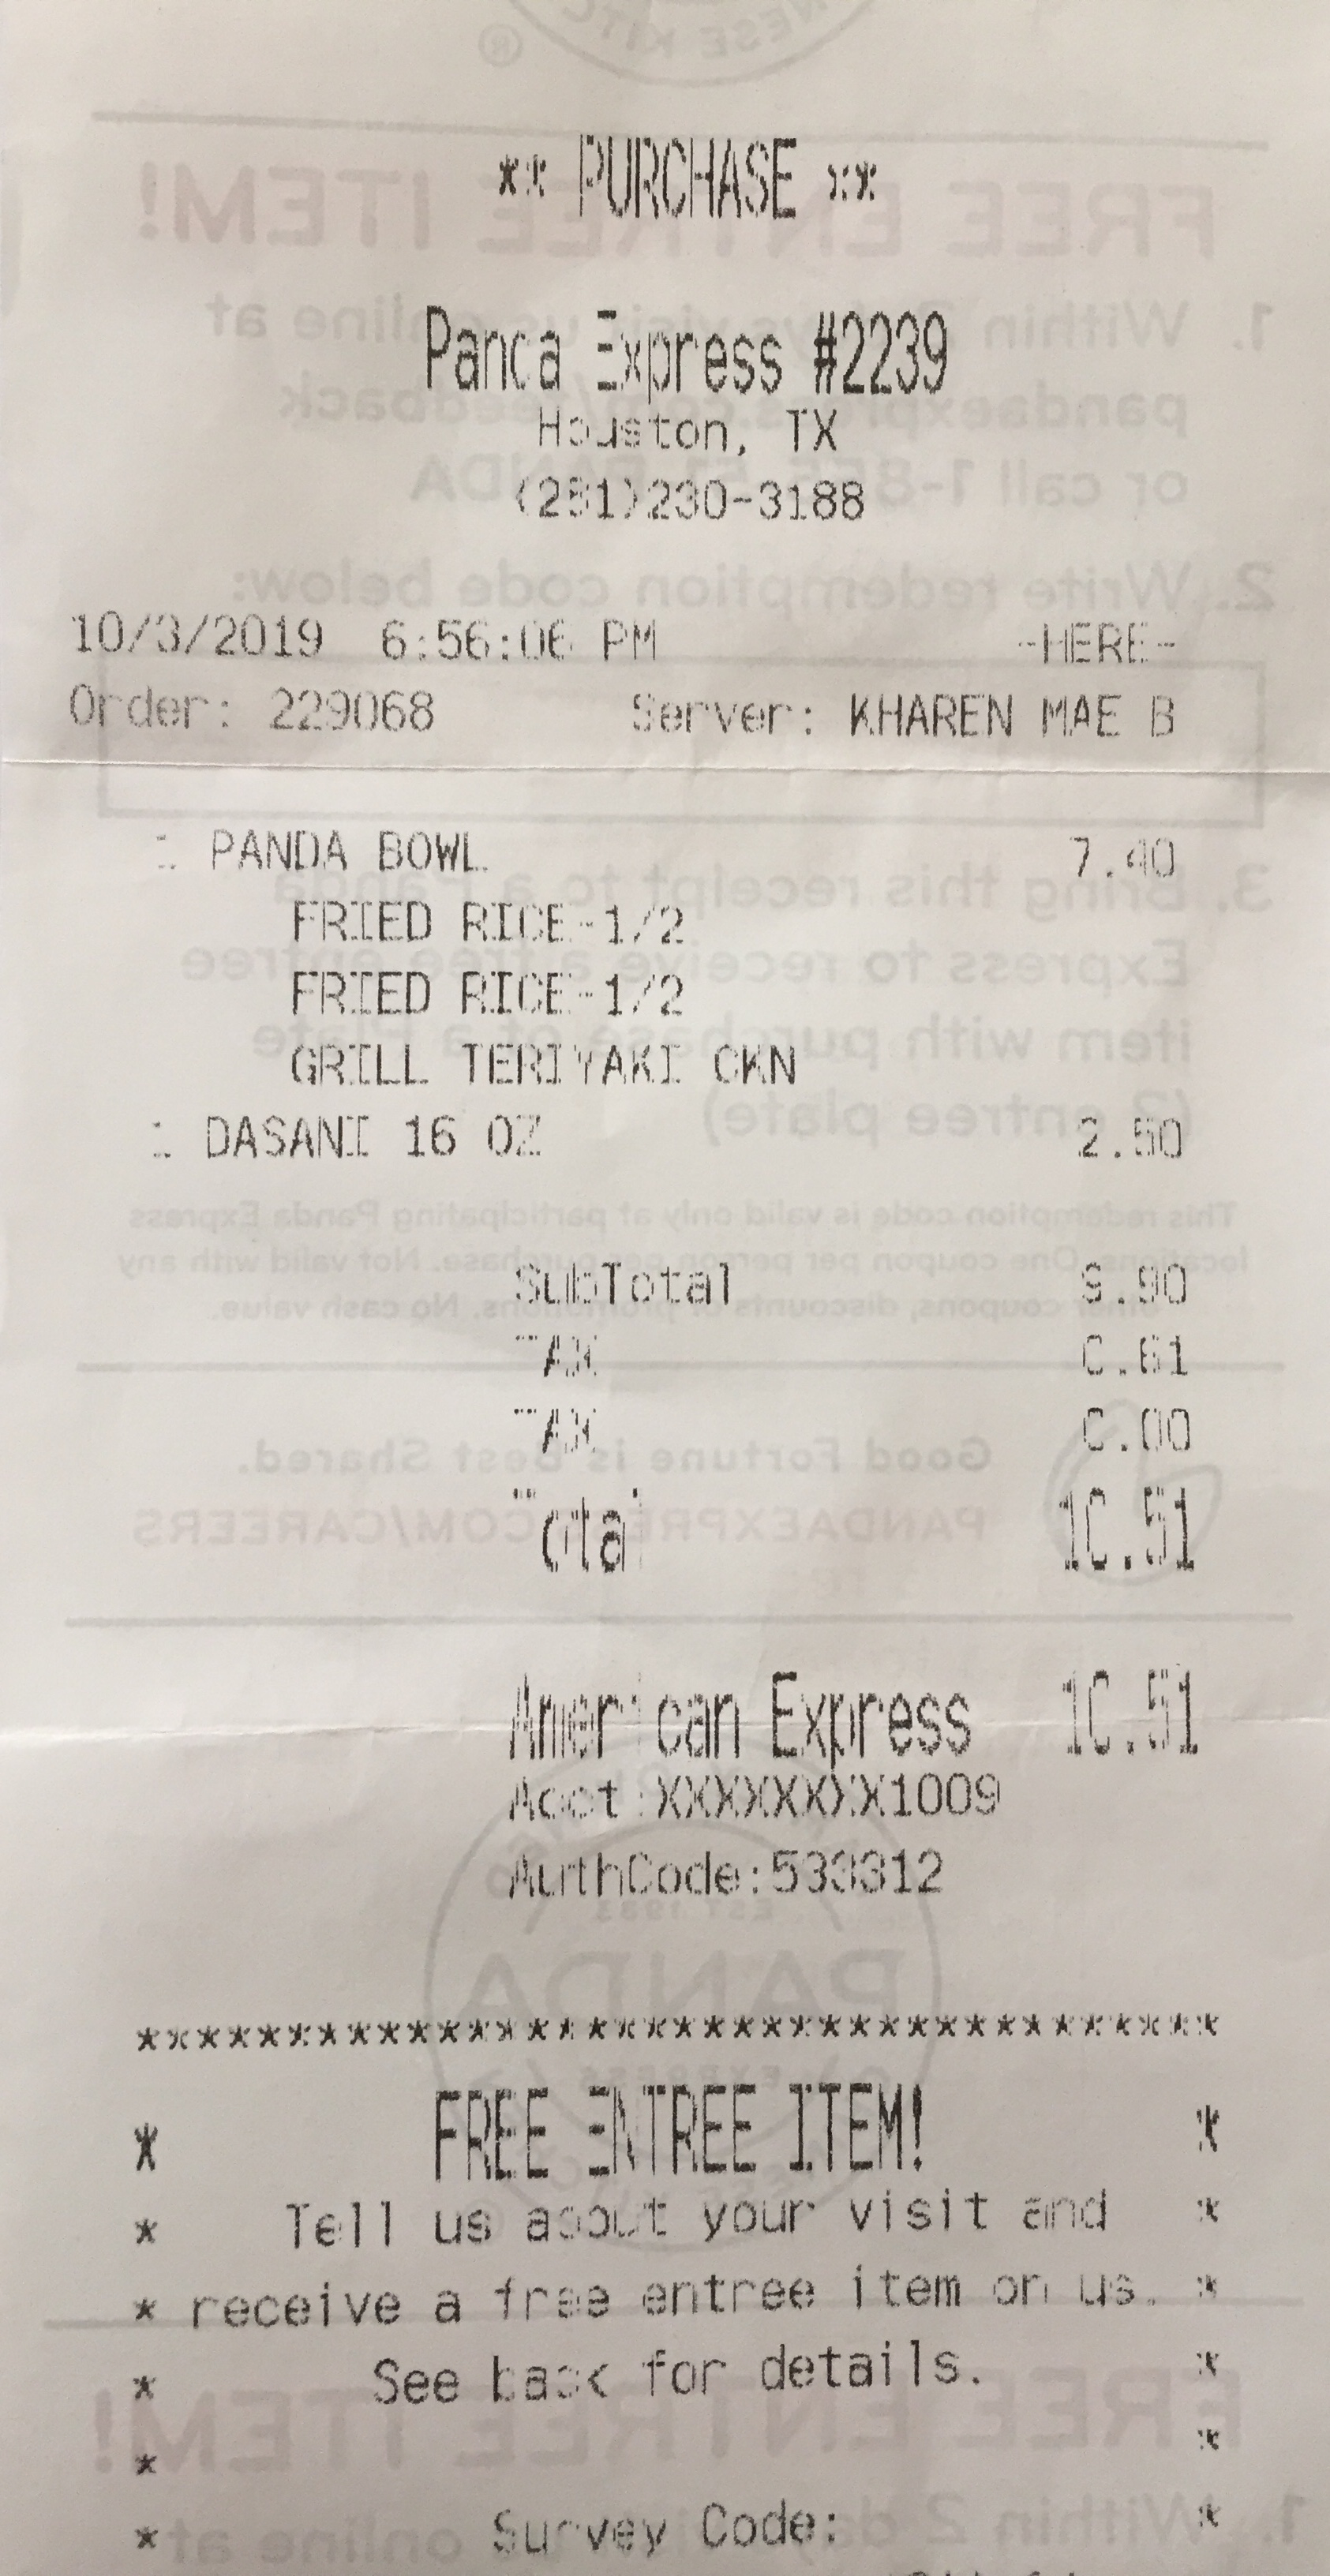 ** PURCHASE **
Panda Express #2239
Houston, TX
(281)230-3188
10/3/2019 6:56:06 PM -HERE-
Order: 229068 Server: KHAREN MAE B
1 PANDA BOWL 7.40
FRIED RICE-1/2
FRIED RICE-1/2
GRILL TERIYAKI CKN
1 DASANI 16 OZ 2.50
SubTotal 9.90
TAX 0.61
TAX 0.00
Total 10.51
American Express 10.51
Acct:XXXXXXXX1009
AuthCode:533312
*************************************
* FREE ENTREE ITEM! *
* Tell us about your visit and *
* receive a free entree item on us. *
* See back for details. *
* *
* Survey Code: *